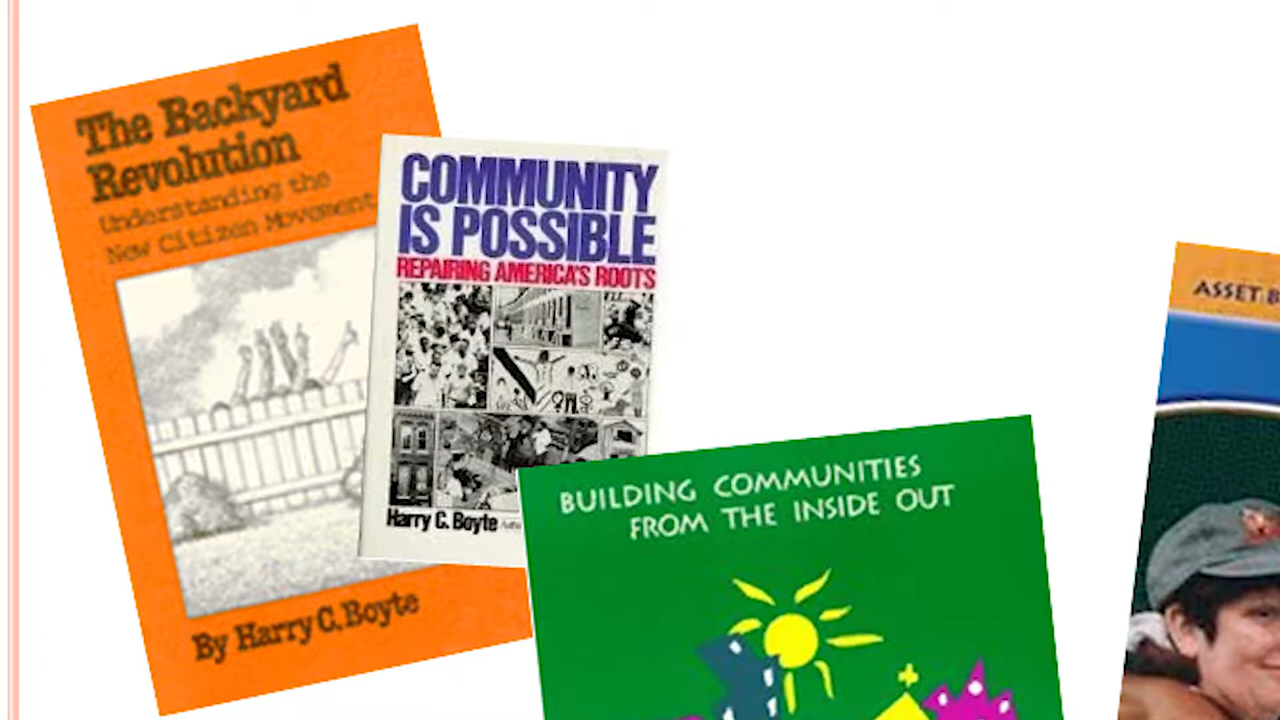 The Backyard
Revolution
Understanding the
New Citizen Movement
By Harry C. Boyte
COMMUNITY
IS POSSIBLE
REPAIRING AMERICA'S ROOTS
Harry C. Boyte
BUILDING COMMUNITIES
FROM THE INSIDE OUT
ASSET B